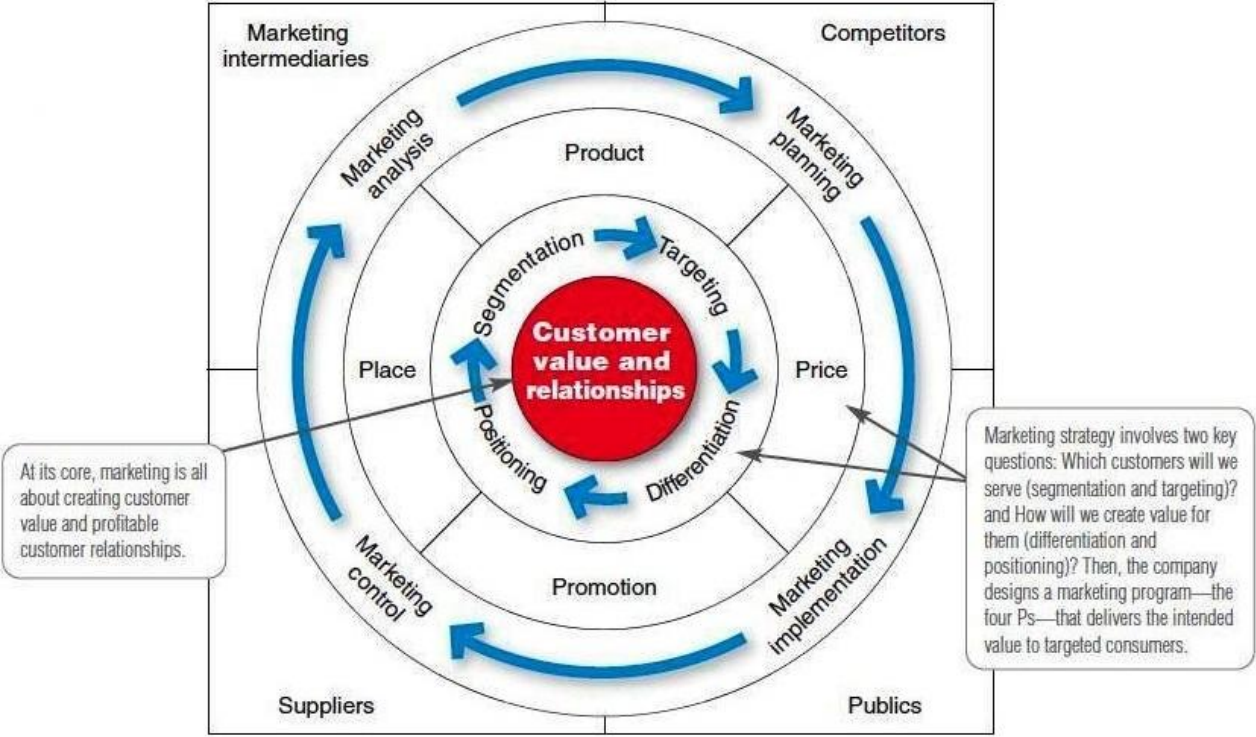 Marketing
intermediaries
Competitors
Marketing
analysis
Marketing
planning
Product
Segmentation
Targeting
Customer
value and
relationships
Place
Price
Positioning
Differentiation
At its core, marketing is all
about creating customer
value and profitable
customer relationships.
Marketing strategy involves two key
questions: Which customers will we
serve (segmentation and targeting)?
and How will we create value for
them (differentiation and
positioning)? Then, the company
designs a marketing program—the
four Ps—that delivers the intended
value to targeted consumers.
Marketing
control
Promotion
Marketing
implementation
Suppliers
Publics